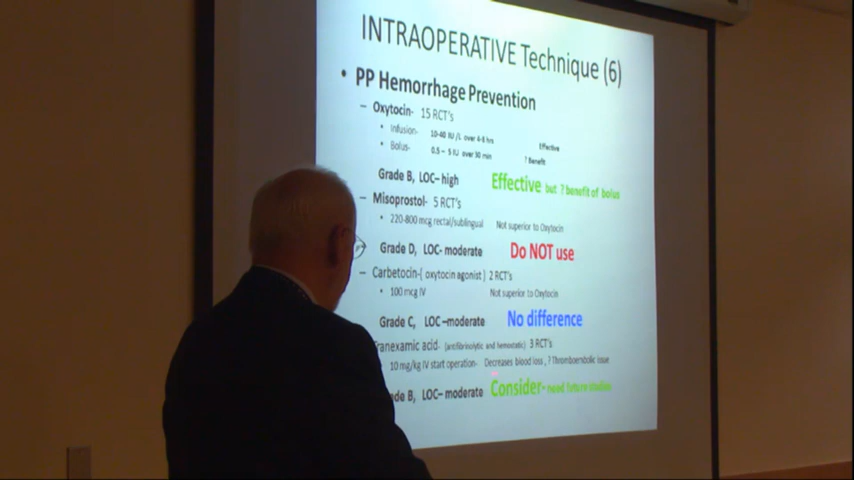 INTRAOPERATIVE Technique (6)
• PP Hemorrhage Prevention
– Oxytocin- 15 RCT's
• Infusion- 10-40 IU /L over 4-8 hrs Effective
• Bolus- 0.5 – 5 IU over 30 min ? Benefit
Grade B, LOC– high Effective but ? benefit of bolus
– Misoprostol- 5 RCT's
• 220-800 mcg rectal/sublingual Not superior to Oxytocin
Grade D, LOC- moderate Do NOT use
– Carbetocin-( oxytocin agonist ) 2 RCT's
• 100 mcg IV Not superior to Oxytocin
Grade C, LOC –moderate No difference
ranexamic acid- (antifibrinolytic and hemostatic) 3 RCT's
10 mg/kg IV start operation- Decreases blood loss , ? Thromboembolic issue
de B, LOC– moderate Consider- need future studies